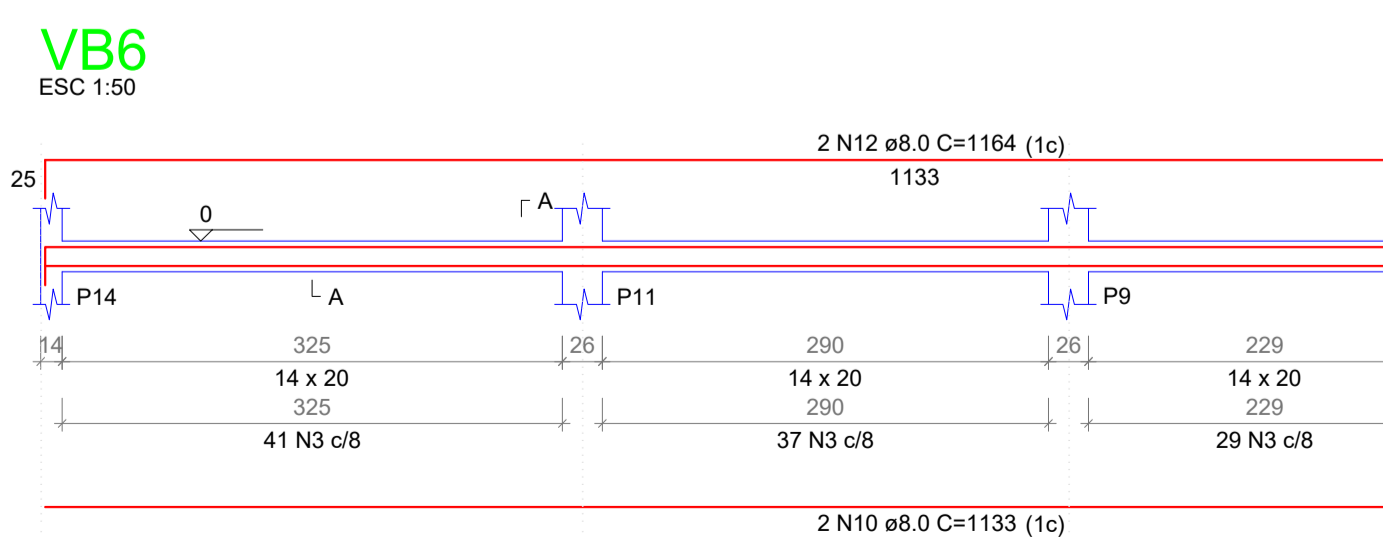 VB6
ESC 1:50
2 N12 ø8.0 C=1164 (1c)
25
1133
0
A
A
P14
P11
P9
14
325
26
290
26
229
14 x 20
14 x 20
14 x 20
325
290
229
41 N3 c/8
37 N3 c/8
29 N3 c/8
2 N10 ø8.0 C=1133 (1c)